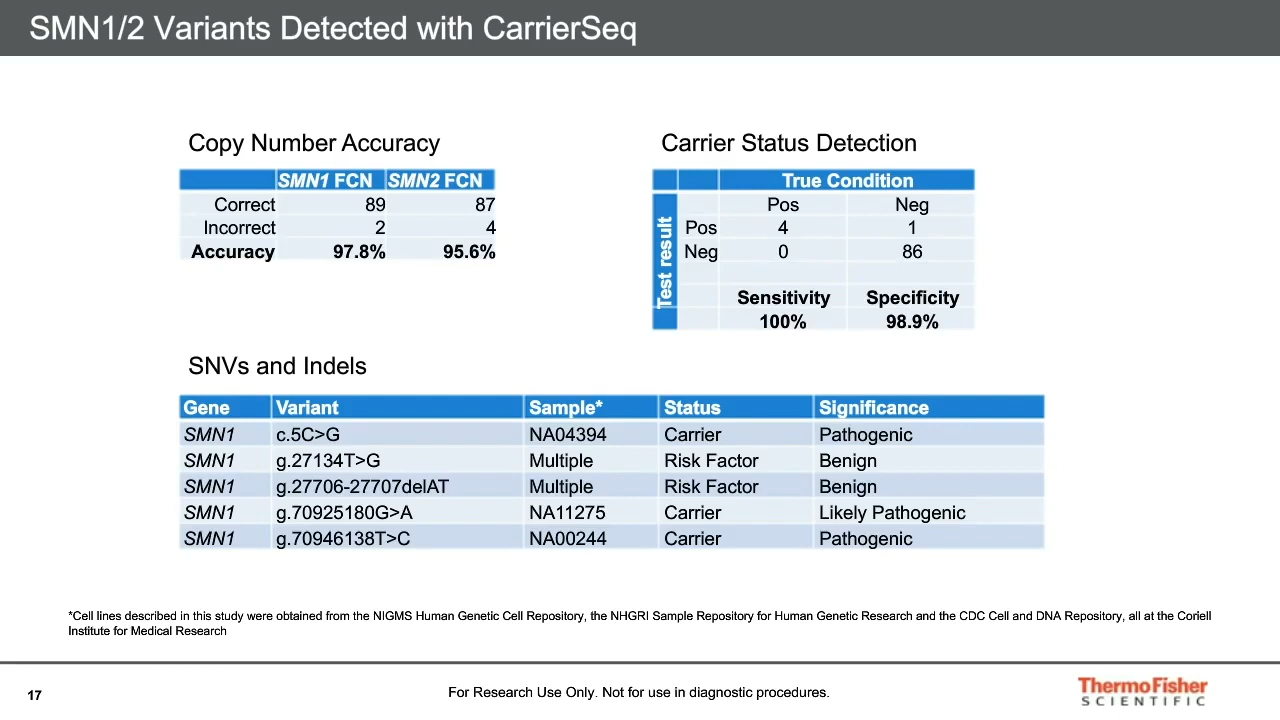 SMN1/2 Variants Detected with CarrierSeq
Copy Number Accuracy
SMN1 FCN SMN2 FCN
Correct 89 87
Incorrect 2 4
Accuracy 97.8% 95.6%
Carrier Status Detection
True Condition
Test result
Pos Neg
Pos 4 1
Neg 0 86
Sensitivity Specificity
100% 98.9%
SNVs and Indels
Gene Variant Sample* Status Significance
SMN1 c.5C>G NA04394 Carrier Pathogenic
SMN1 g.27134T>G Multiple Risk Factor Benign
SMN1 g.27706-27707delAT Multiple Risk Factor Benign
SMN1 g.70925180G>A NA11275 Carrier Likely Pathogenic
SMN1 g.70946138T>C NA00244 Carrier Pathogenic
*Cell lines described in this study were obtained from the NIGMS Human Genetic Cell Repository, the NHGRI Sample Repository for Human Genetic Research and the CDC Cell and DNA Repository, all at the Coriell
Institute for Medical Research
17
For Research Use Only. Not for use in diagnostic procedures.
ThermoFisher
SCIENTIFIC